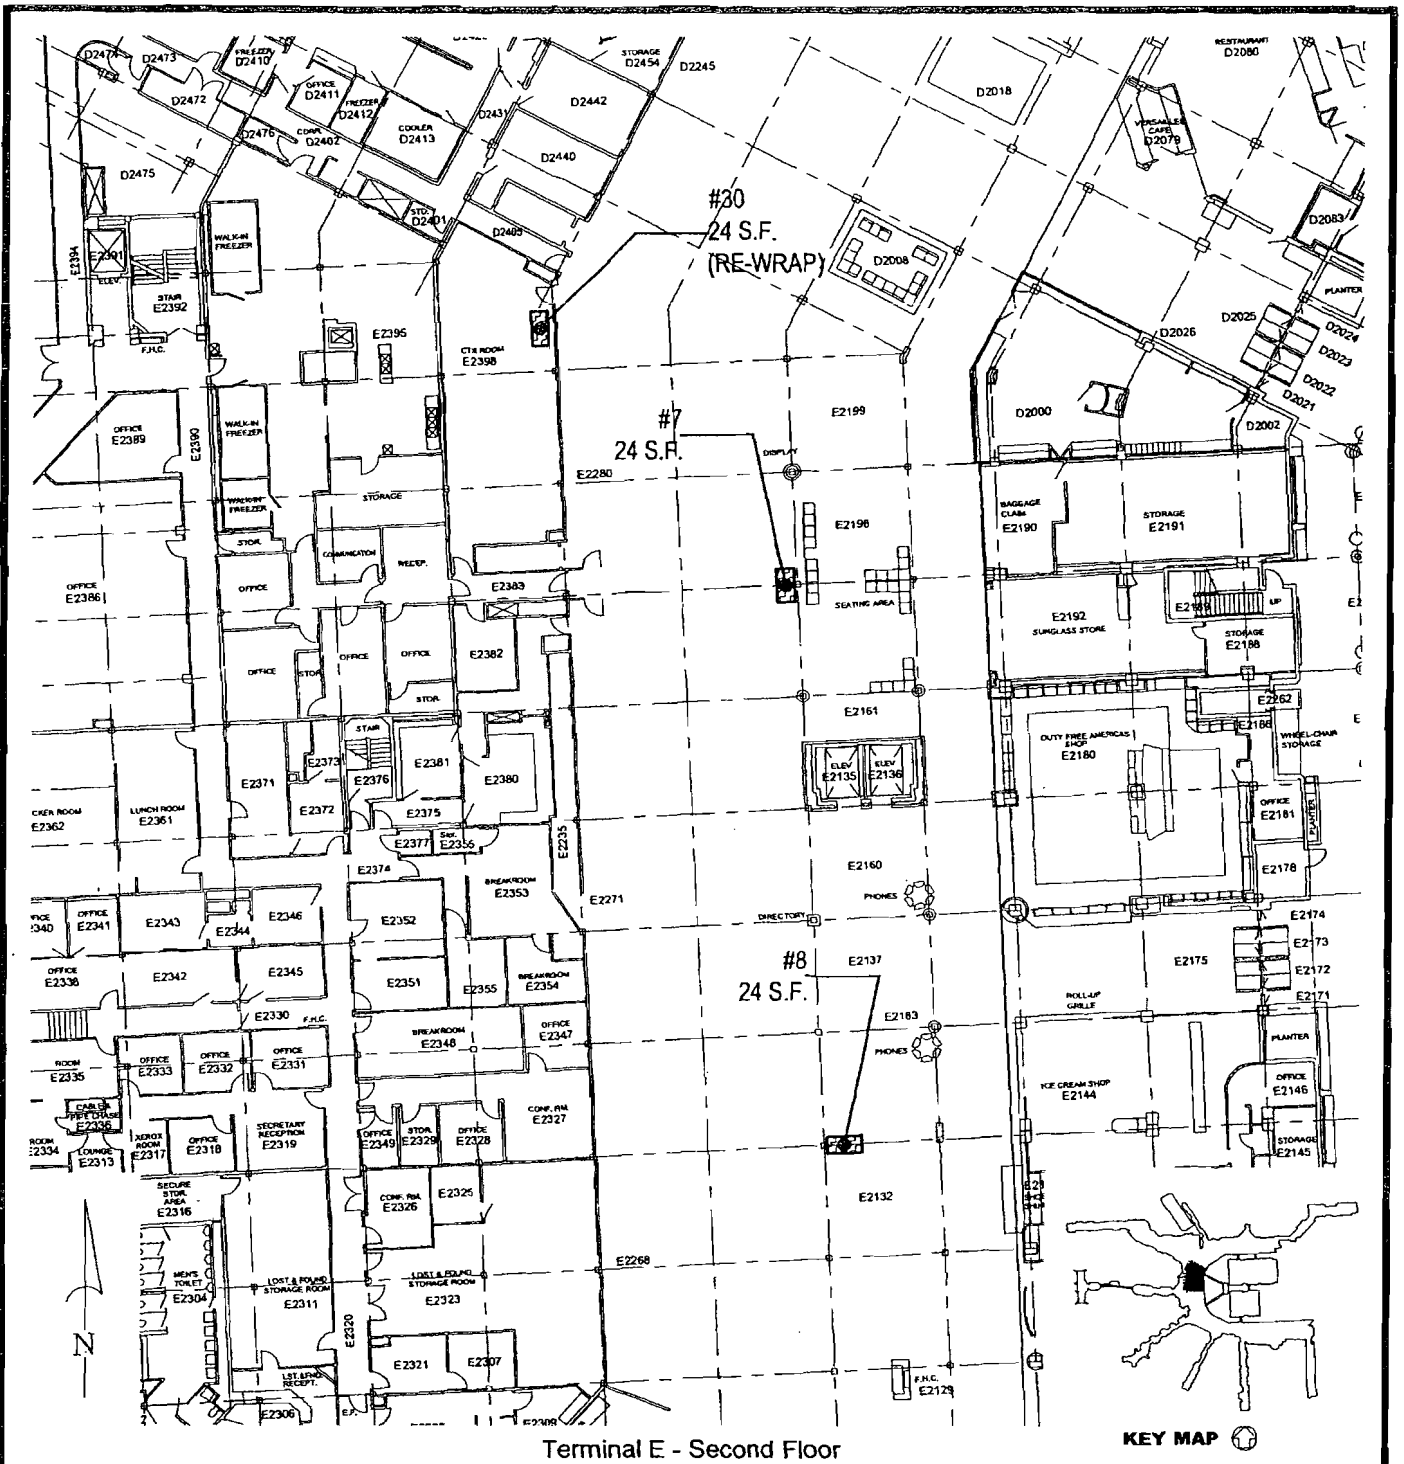 D2474
D2473
FREEZER
D2410
STORAGE
D2454
D2245
RESTAURANT
D2080
D2472
OFFICE
D2411
FREEZER
D2412
D2431
D2442
D2018
D2476
CORR.
D2402
COOLER
D2413
VERSAILLES
CAFE
D2079
D2475
D2440
#30
24 S.F.
(RE-WRAP)
STO.
D2401
D2405
D2083
E2394
E2391
ELEV.
WALK-IN
FREEZER
D2008
PLANTER
STAIR
E2392
F.H.C.
E2395
CTX ROOM
E2398
D2025
D2026
D2024
D2023
D2022
D2021
OFFICE
E2389
E2390
WALK-IN
FREEZER
#7
24 S.F.
E2199
D2000
D2002
DISPLAY
E2280
WALK-IN
FREEZER
STORAGE
BAGGAGE
CLAIM
E2190
STORAGE
E2191
E2196
STOR.
COMMUNICATION
RECEP.
OFFICE
E2386
OFFICE
E2383
SEATING AREA
E2192
SUNGLASS STORE
E2189
UP
STORAGE
E2188
OFFICE
STOR.
OFFICE
OFFICE
E2382
STOR.
E2161
E2262
E2186
WHEEL-CHAIR
STORAGE
STAIR
DUTY FREE AMERICAS
SHOP
E2180
E2371
E2373
E2376
E2381
E2380
ELEV
E2135
ELEV
E2136
CKER ROOM
E2362
LUNCH ROOM
E2361
E2372
E2375
OFFICE
E2181
PLANTER
E2377
E2235
E2374
E2160
E2178
BREAKROOM
E2353
E2271
PHONES
OFFICE
E2341
E2343
E2344
E2346
E2352
DIRECTORY
E2174
E2173
E2172
E2171
OFFICE
E2338
E2342
E2345
E2351
E2355
BREAKROOM
E2354
#8
24 S.F.
E2137
E2175
E2330
F.H.C.
ROLL-UP
GRILLE
E2183
PHONES
BREAKROOM
E2348
OFFICE
E2347
PLANTER
ROOM
E2335
OFFICE
E2333
OFFICE
E2332
OFFICE
E2331
ICE CREAM SHOP
E2144
OFFICE
E2146
CABLE &
PIPE CHASE
E2336
CONF. RM.
E2327
ROOM
E2334
LOUNGE
E2313
XEROX
ROOM
E2317
OFFICE
E2318
SECRETARY
RECEPTION
E2319
OFFICE
E2349
STOR.
E2329
OFFICE
E2328
STORAGE
E2145
SECURE
STOR.
AREA
E2316
CONF. RM.
E2326
E2325
E2132
MEN'S
TOILET
E2304
LOST & FOUND
STORAGE ROOM
E2311
LOST & FOUND
STORAGE ROOM
E2323
E2268
N
E2320
E2321
E2307
F.H.C.
E2129
RECEPT.
E2306
E.F.
E2309
Terminal E - Second Floor
KEY MAP